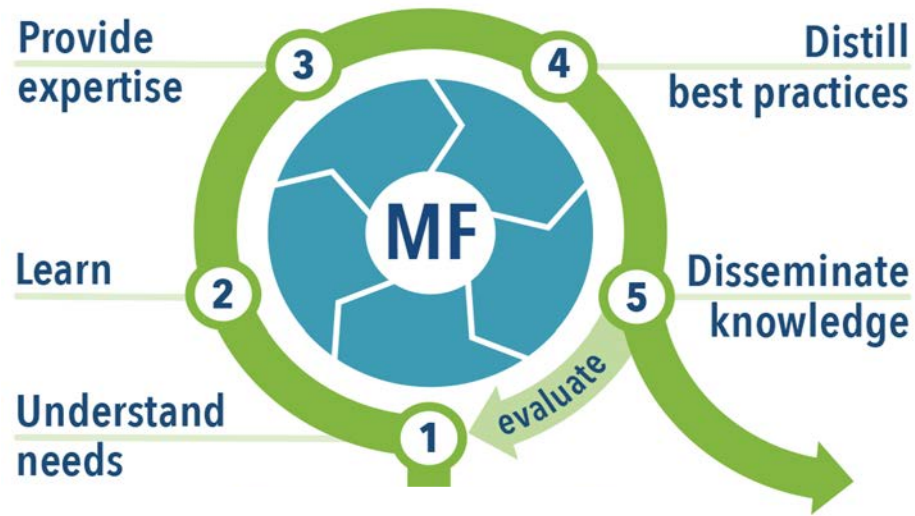 Provide
expertise
3
4
Distill
best practices
MF
Learn
2
5
Disseminate
knowledge
evaluate
Understand
needs
1